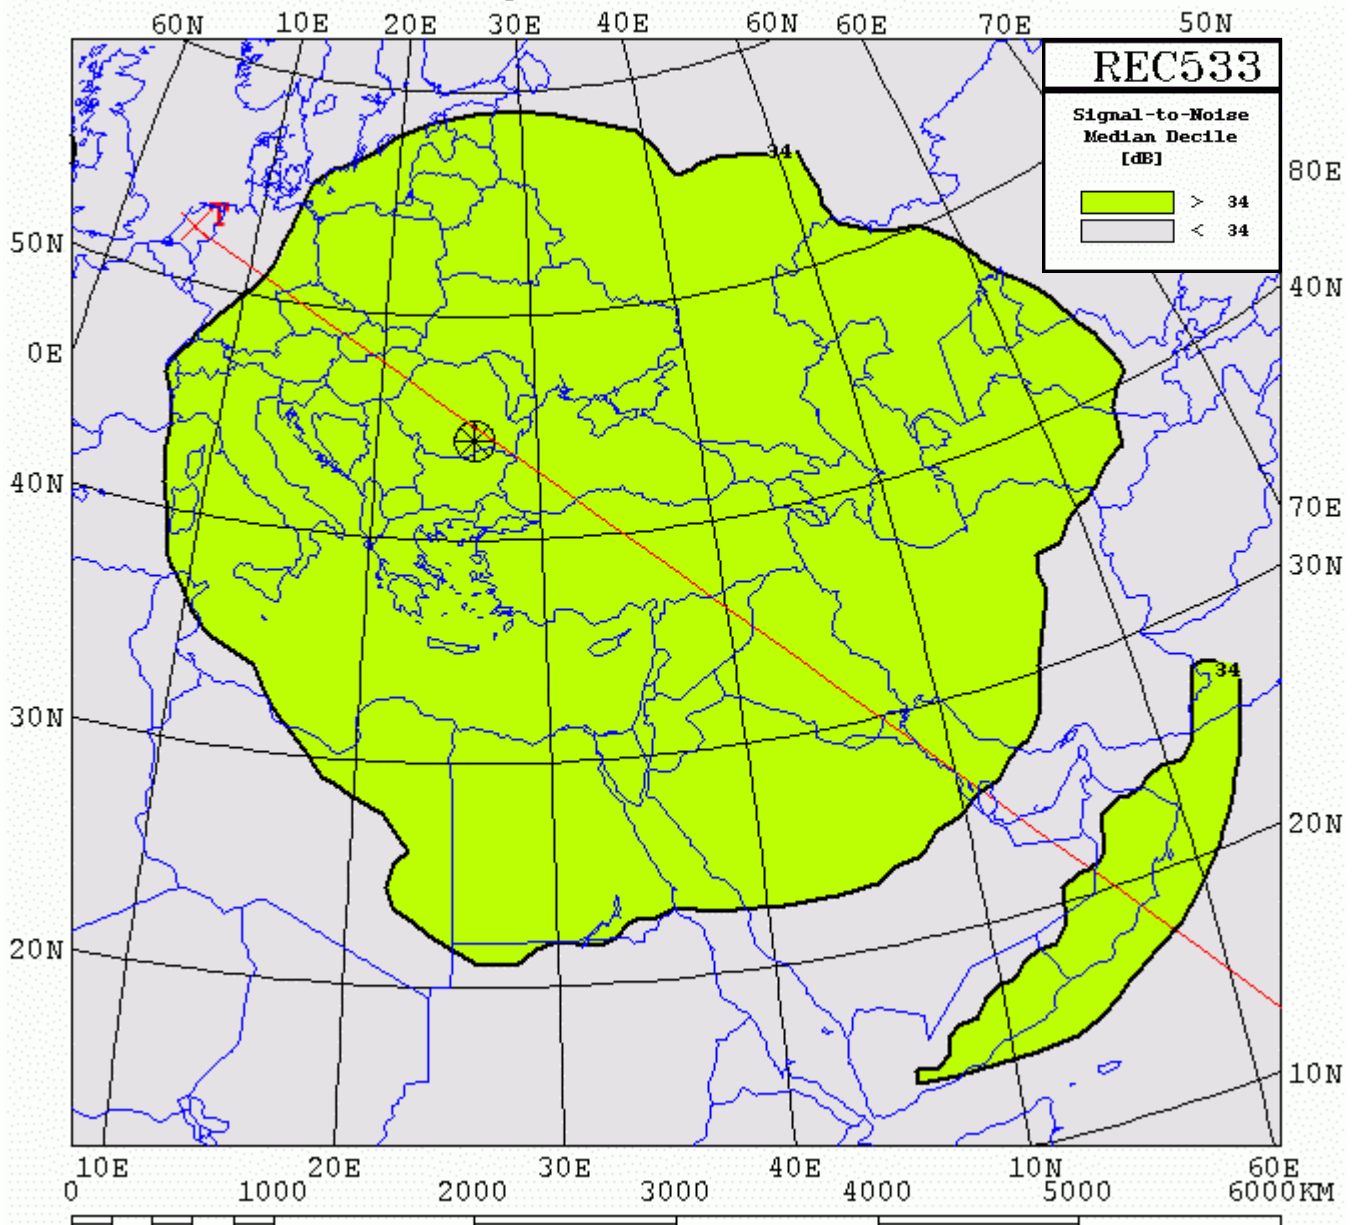 60N 10E 20E 30E 40E 60N 60E 70E 50N
REC533
Signal-to-Noise
Median Decile
[dB]
> 34
< 34
34
80E
T
50N
40N
0E
40N
70E
30N
34
30N
20N
20N
10N
10E 20E 30E 40E 10N 60E
0 1000 2000 3000 4000 5000 6000KM